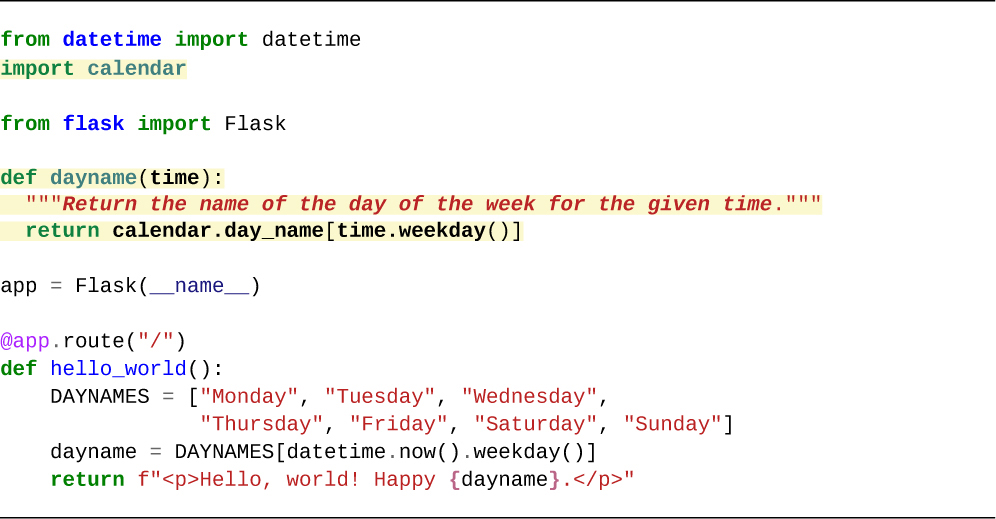 from datetime import datetime
import calendar

from flask import Flask

def dayname(time):
  """Return the name of the day of the week for the given time."""
  return calendar.day_name[time.weekday()]

app = Flask(__name__)

@app.route("/")
def hello_world():
    DAYNAMES = ["Monday", "Tuesday", "Wednesday",
                "Thursday", "Friday", "Saturday", "Sunday"]
    dayname = DAYNAMES[datetime.now().weekday()]
    return f"<p>Hello, world! Happy {dayname}.</p>"